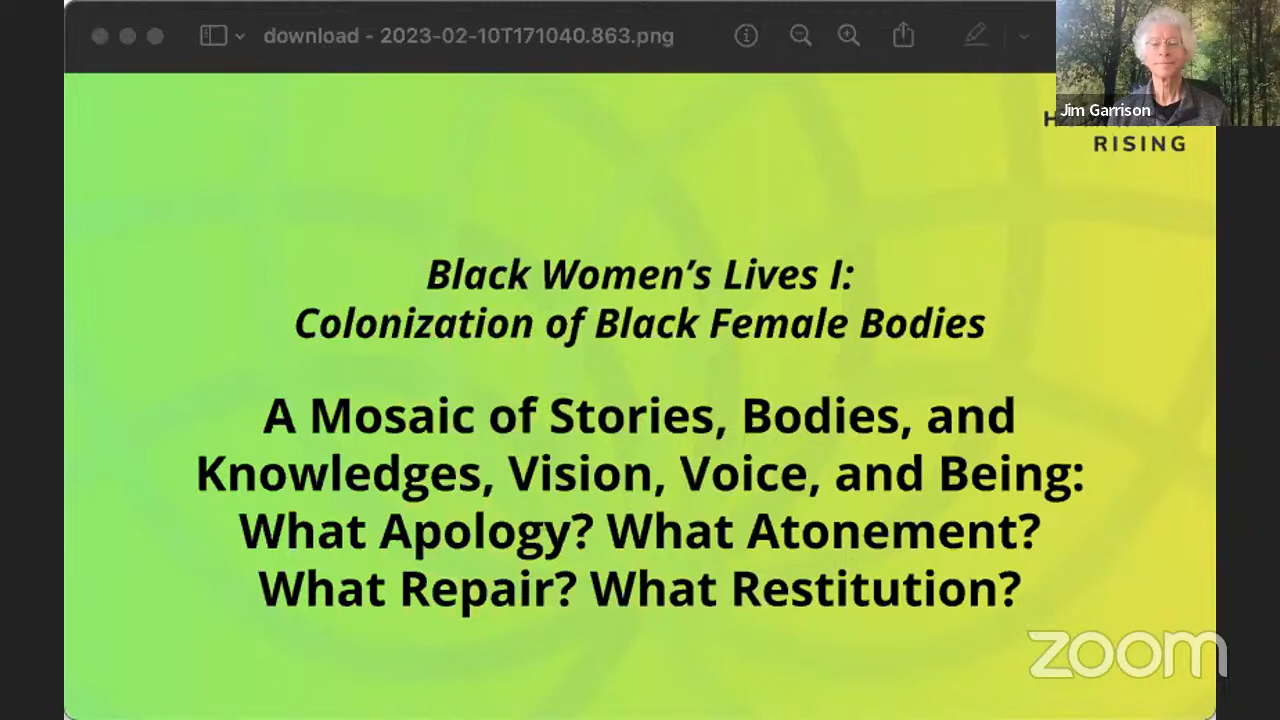 download - 2023-02-10T171040.863.png
Jim Garrison
RISING
Black Women’s Lives I:
Colonization of Black Female Bodies
A Mosaic of Stories, Bodies, and
Knowledges, Vision, Voice, and Being:
What Apology? What Atonement?
What Repair? What Restitution?
zoom